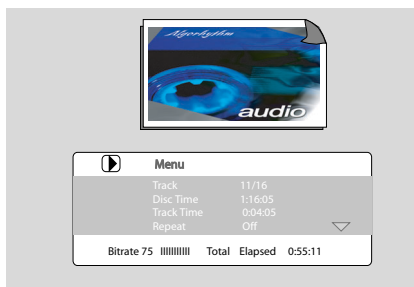 Algorhythm
audio
Menu
Track 11/16
Disc Time 1:16:05
Track Time 0:04:05
Repeat Off
Bitrate 75 IIIIIIIIII Total Elapsed 0:55:11